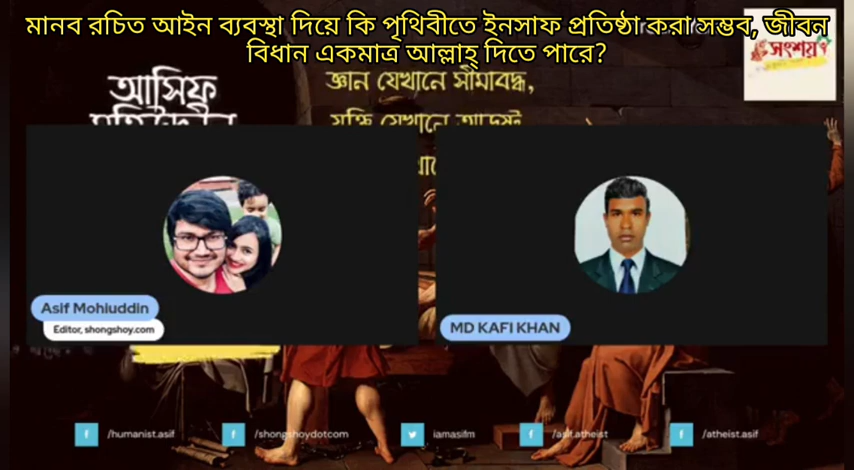 মানব রচিত আইন ব্যবস্থা দিয়ে কি পৃথিবীতে ইনসাফ প্রতিষ্ঠা করা সম্ভব, জীবন
বিধান একমাত্র আল্লাহ্ দিতে পারে?
সংশয়
আসিফ
জ্ঞান যেখানে সীমাবদ্ধ,
যুক্তি যেখানে আড়ষ্ট
Asif Mohiuddin
Editor, shongshoy.com
MD KAFI KHAN
/humanist.asif
/shongshoydotcom
iamasifm
/asif.atheist
/atheist.asif